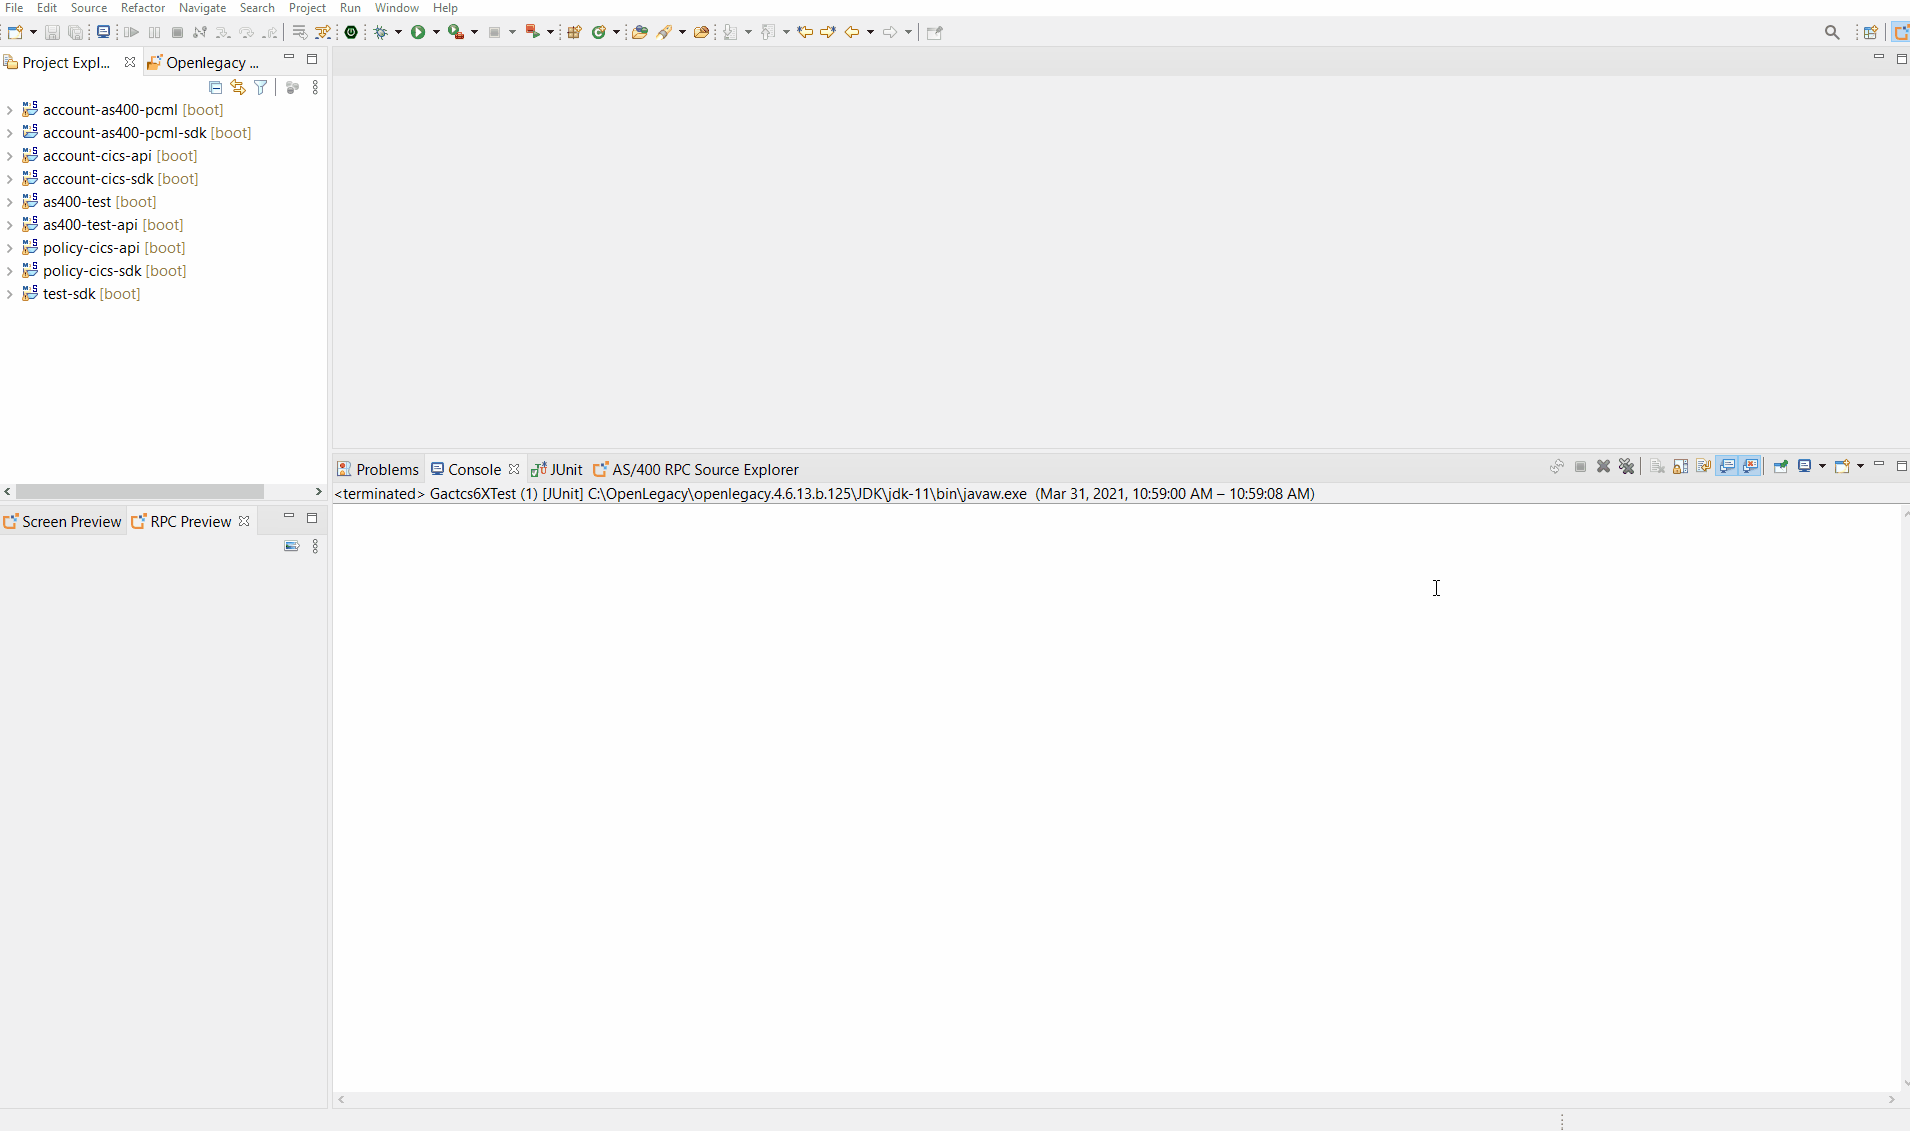 File Edit Source Refactor Navigate Search Project Run Window Help
Project Expl... Openlegacy ...
account-as400-pcml [boot]
account-as400-pcml-sdk [boot]
account-cics-api [boot]
account-cics-sdk [boot]
as400-test [boot]
as400-test-api [boot]
policy-cics-api [boot]
policy-cics-sdk [boot]
test-sdk [boot]
Screen Preview RPC Preview
Problems Console JUnit AS/400 RPC Source Explorer
<terminated> Gactcs6XTest (1) [JUnit] C:\OpenLegacy\openlegacy.4.6.13.b.125\JDK\jdk-11\bin\javaw.exe (Mar 31, 2021, 10:59:00 AM – 10:59:08 AM)